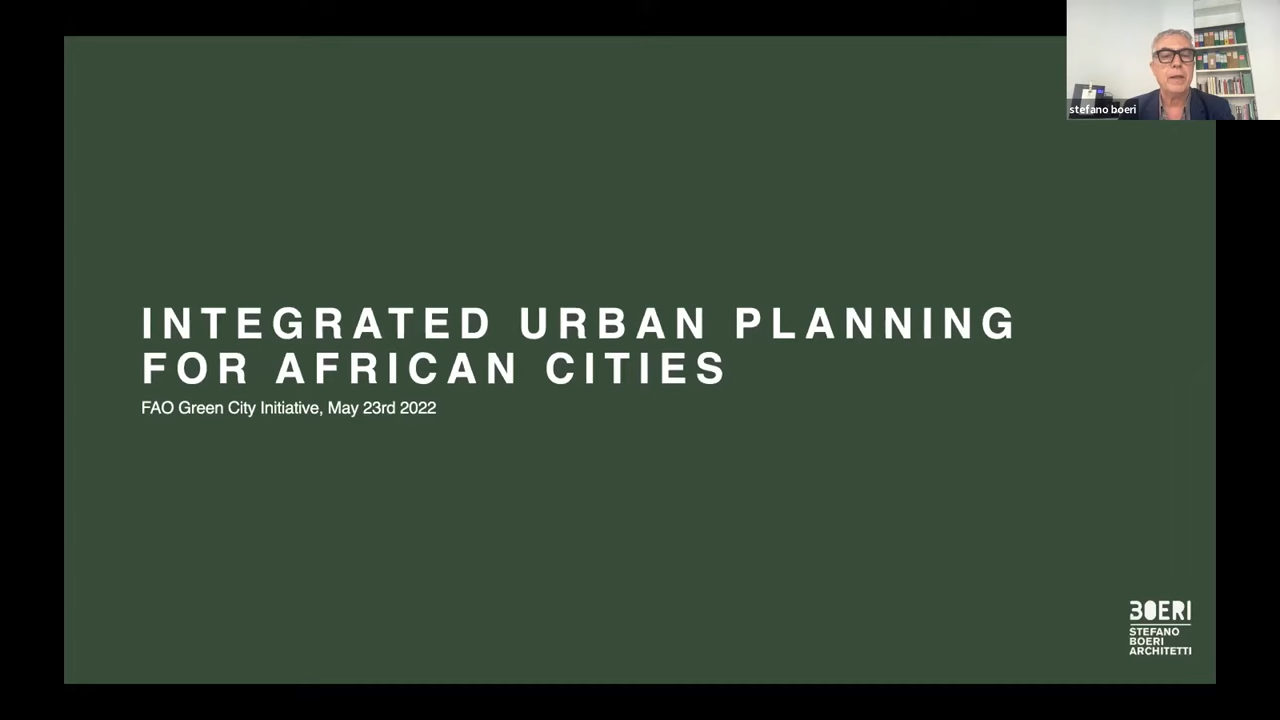 stefano boeri
INTEGRATED URBAN PLANNING
FOR AFRICAN CITIES
FAO Green City Initiative, May 23rd 2022
BOERI
STEFANO
BOERI
ARCHITETTI